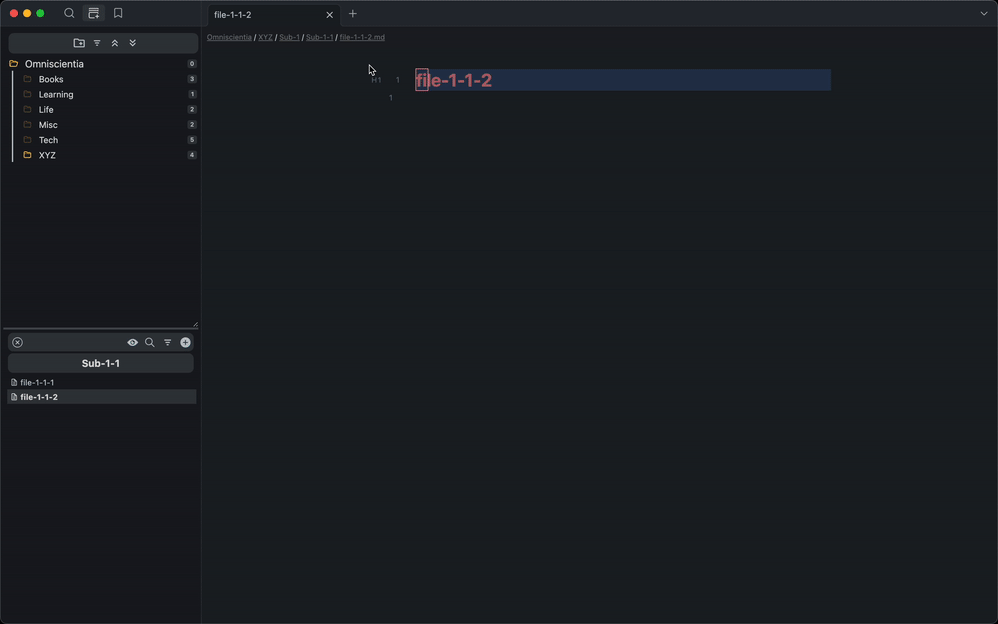 file-1-1-2
Omniscientia / XYZ / Sub-1 / Sub-1-1 / file-1-1-2.md
Omniscientia 0
Books 3
Learning 1
Life 2
Misc 2
Tech 5
XYZ 4
H1 1 file-1-1-2
1
Sub-1-1
file-1-1-1
file-1-1-2